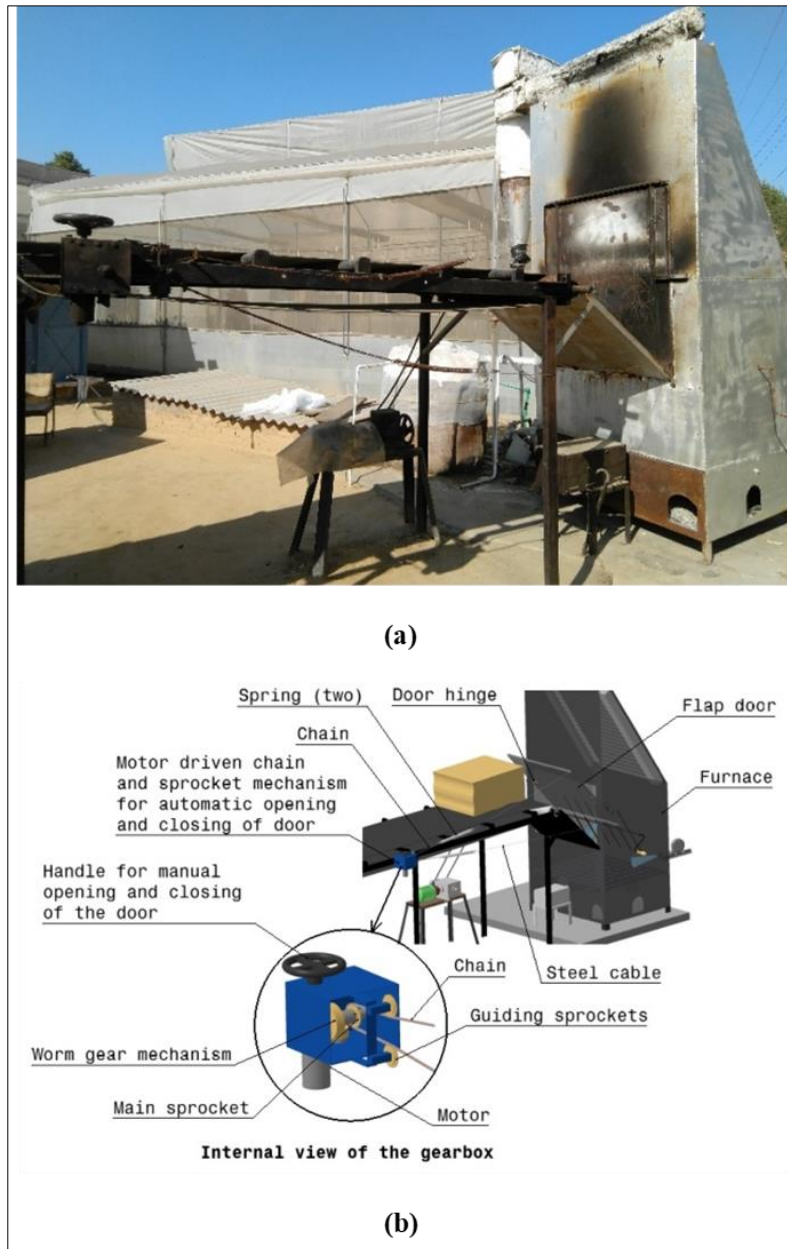 (a)
Spring (two)
Door hinge
Flap door
Chain
Furnace
Motor driven chain
and sprocket mechanism
for automatic opening
and closing of door
Handle for manual
opening and closing
of the door
Chain
Steel cable
Guiding sprockets
Worm gear mechanism
Main sprocket
Motor
Internal view of the gearbox
(b)